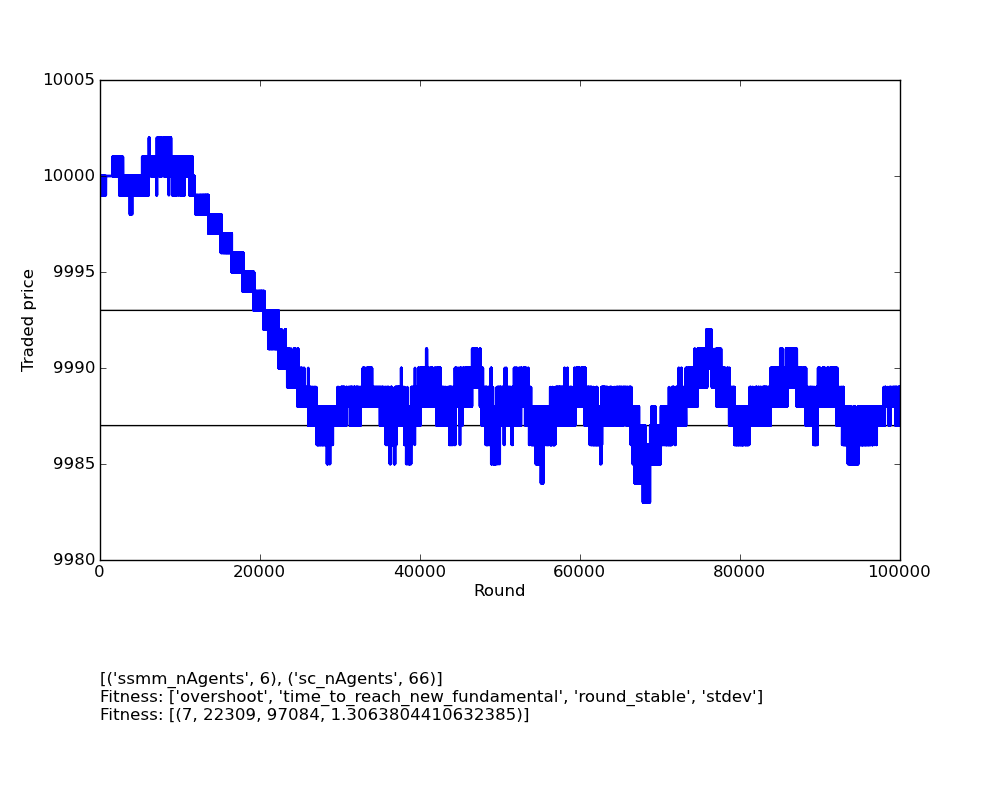 10005
10000
9995
9990
9985
9980
Traded price
0 20000 40000 60000 80000 100000
Round
[('ssmm_nAgents', 6), ('sc_nAgents', 66)]
Fitness: ['overshoot', 'time_to_reach_new_fundamental', 'round_stable', 'stdev']
Fitness: [(7, 22309, 97084, 1.3063804410632385)]